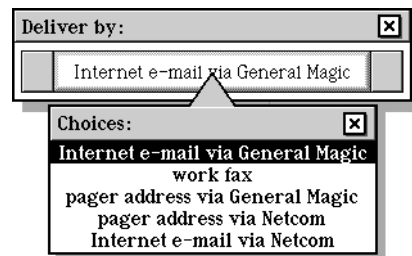 Deliver by:
Internet e-mail via General Magic
Choices:
Internet e-mail via General Magic
work fax
pager address via General Magic
pager address via Netcom
Internet e-mail via Netcom